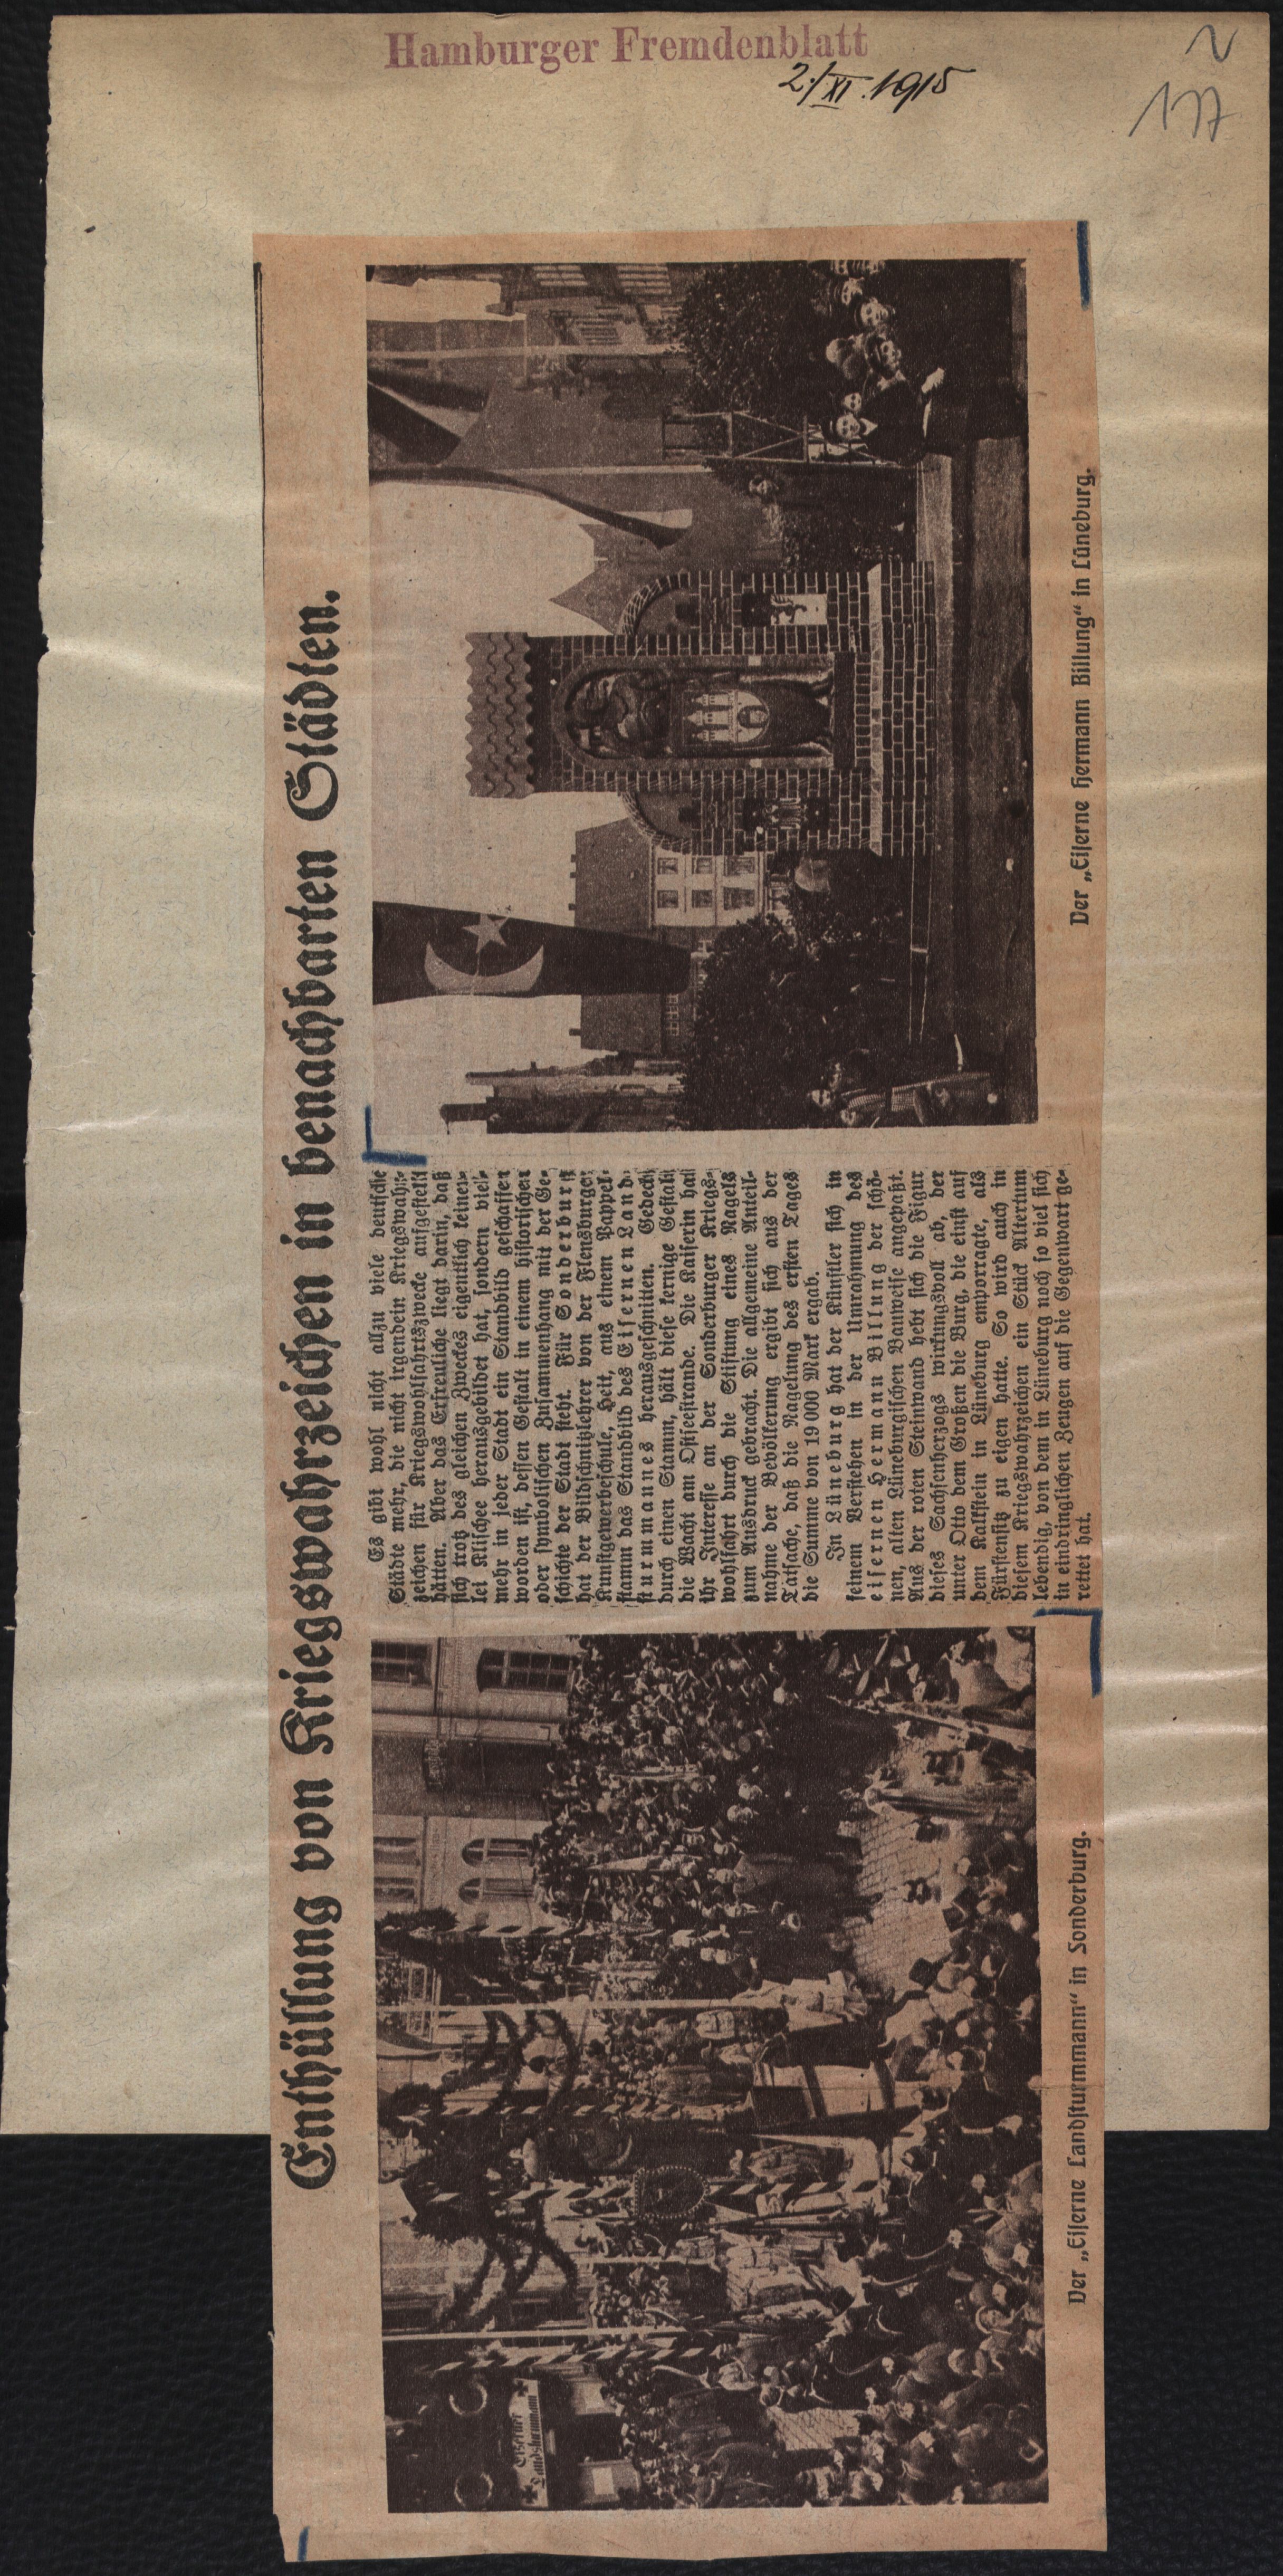 Hamburger Fremdenblatt
2./XI.1915
177
Enthüllung von Kriegswahrzeichen in benachbarten Städten.
Eiserner
Landsturmmann
Der „Eiserne Landsturmmann“ in Sonderburg.
Es gibt wohl nicht allzu viele deutsche
Städte mehr, die nicht irgendein Kriegswahr-
zeichen für Kriegswohlfahrtszwecke aufgestellt
hätten. Aber das Erfreuliche liegt darin, daß
sich trotz des gleichen Zweckes eigentlich keiner-
lei Klischee herausgebildet hat, sondern viel-
mehr in jeder Stadt ein Standbild geschaffen
worden ist, dessen Gestalt in einem historischen
oder symbolischen Zusammenhang mit der Ge-
schichte der Stadt steht. Für Sonderburg
hat der Bildschnitzlehrer von der Flensburger
Kunstgewerbeschule, Heit, aus einem Pappel-
stamm das Standbild des Eisernen Land-
sturmmannes herausgeschnitten. Gedeckt
durch einen Stamm, hält diese kernige Gestalt
die Wacht am Ostseestrande. Die Kaiserin hat
ihr Interesse an der Sonderburger Kriegs-
wohlfahrt durch die Stiftung eines Nagels
zum Ausdruck gebracht. Die allgemeine Anteil-
nahme der Bevölkerung ergibt sich aus der
Tatsache, daß die Nagelung des ersten Tages
die Summe von 19 000 Mark ergab.
In Lüneburg hat der Künstler sich in
feinem Verstehen in der Umrahmung des
eisernen Hermann Billung der schö-
nen, alten Lüneburgischen Bauweise angepaßt.
Aus der roten Steinwand hebt sich die Figur
dieses Sachsenherzogs wirkungsvoll ab, der
unter Otto dem Großen die Burg, die einst auf
dem Kalkstein in Lüneburg emporragte, als
Fürstensitz zu eigen hatte. So wird auch in
diesem Kriegswahrzeichen ein Stück Altertum
lebendig, von dem in Lüneburg noch so viel sich
in eindringlichen Zeugen auf die Gegenwart ge-
rettet hat.
Der „Eiserne Hermann Billung“ in Lüneburg.